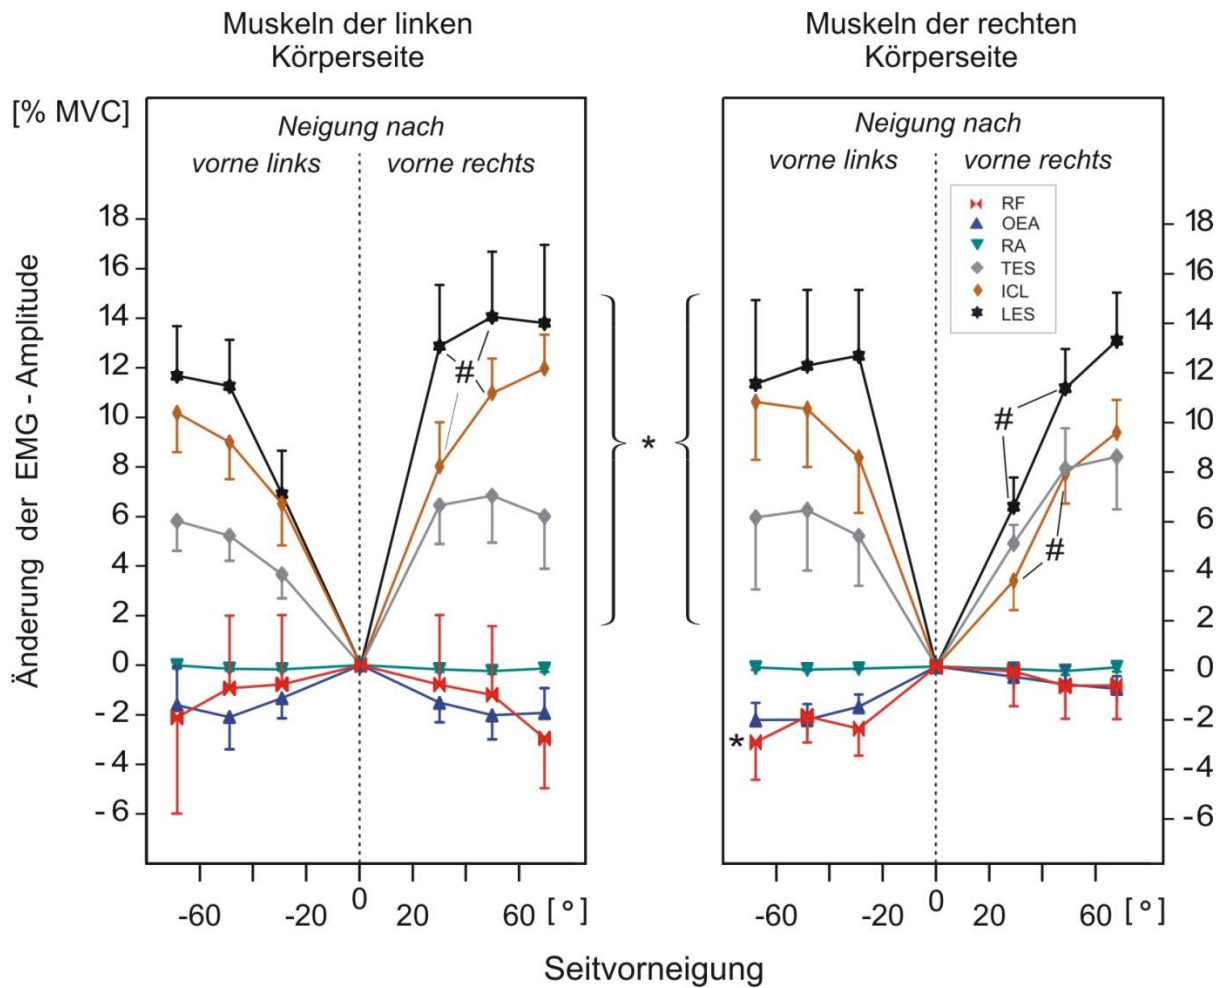 Muskeln der linken
Körperseite
Muskeln der rechten
Körperseite
[% MVC]
Änderung der EMG - Amplitude
Neigung nach
vorne links
vorne rechts
18
16
14
12
10
8
6
4
2
0
-2
-4
-6
#
*
-60
-20
0
20
60 [°]
Neigung nach
vorne links
vorne rechts
RF
OEA
RA
TES
ICL
LES
#
#
*
18
16
14
12
10
8
6
4
2
0
-2
-4
-6
-60
-20
0
20
60 [°]
Seitvorneigung